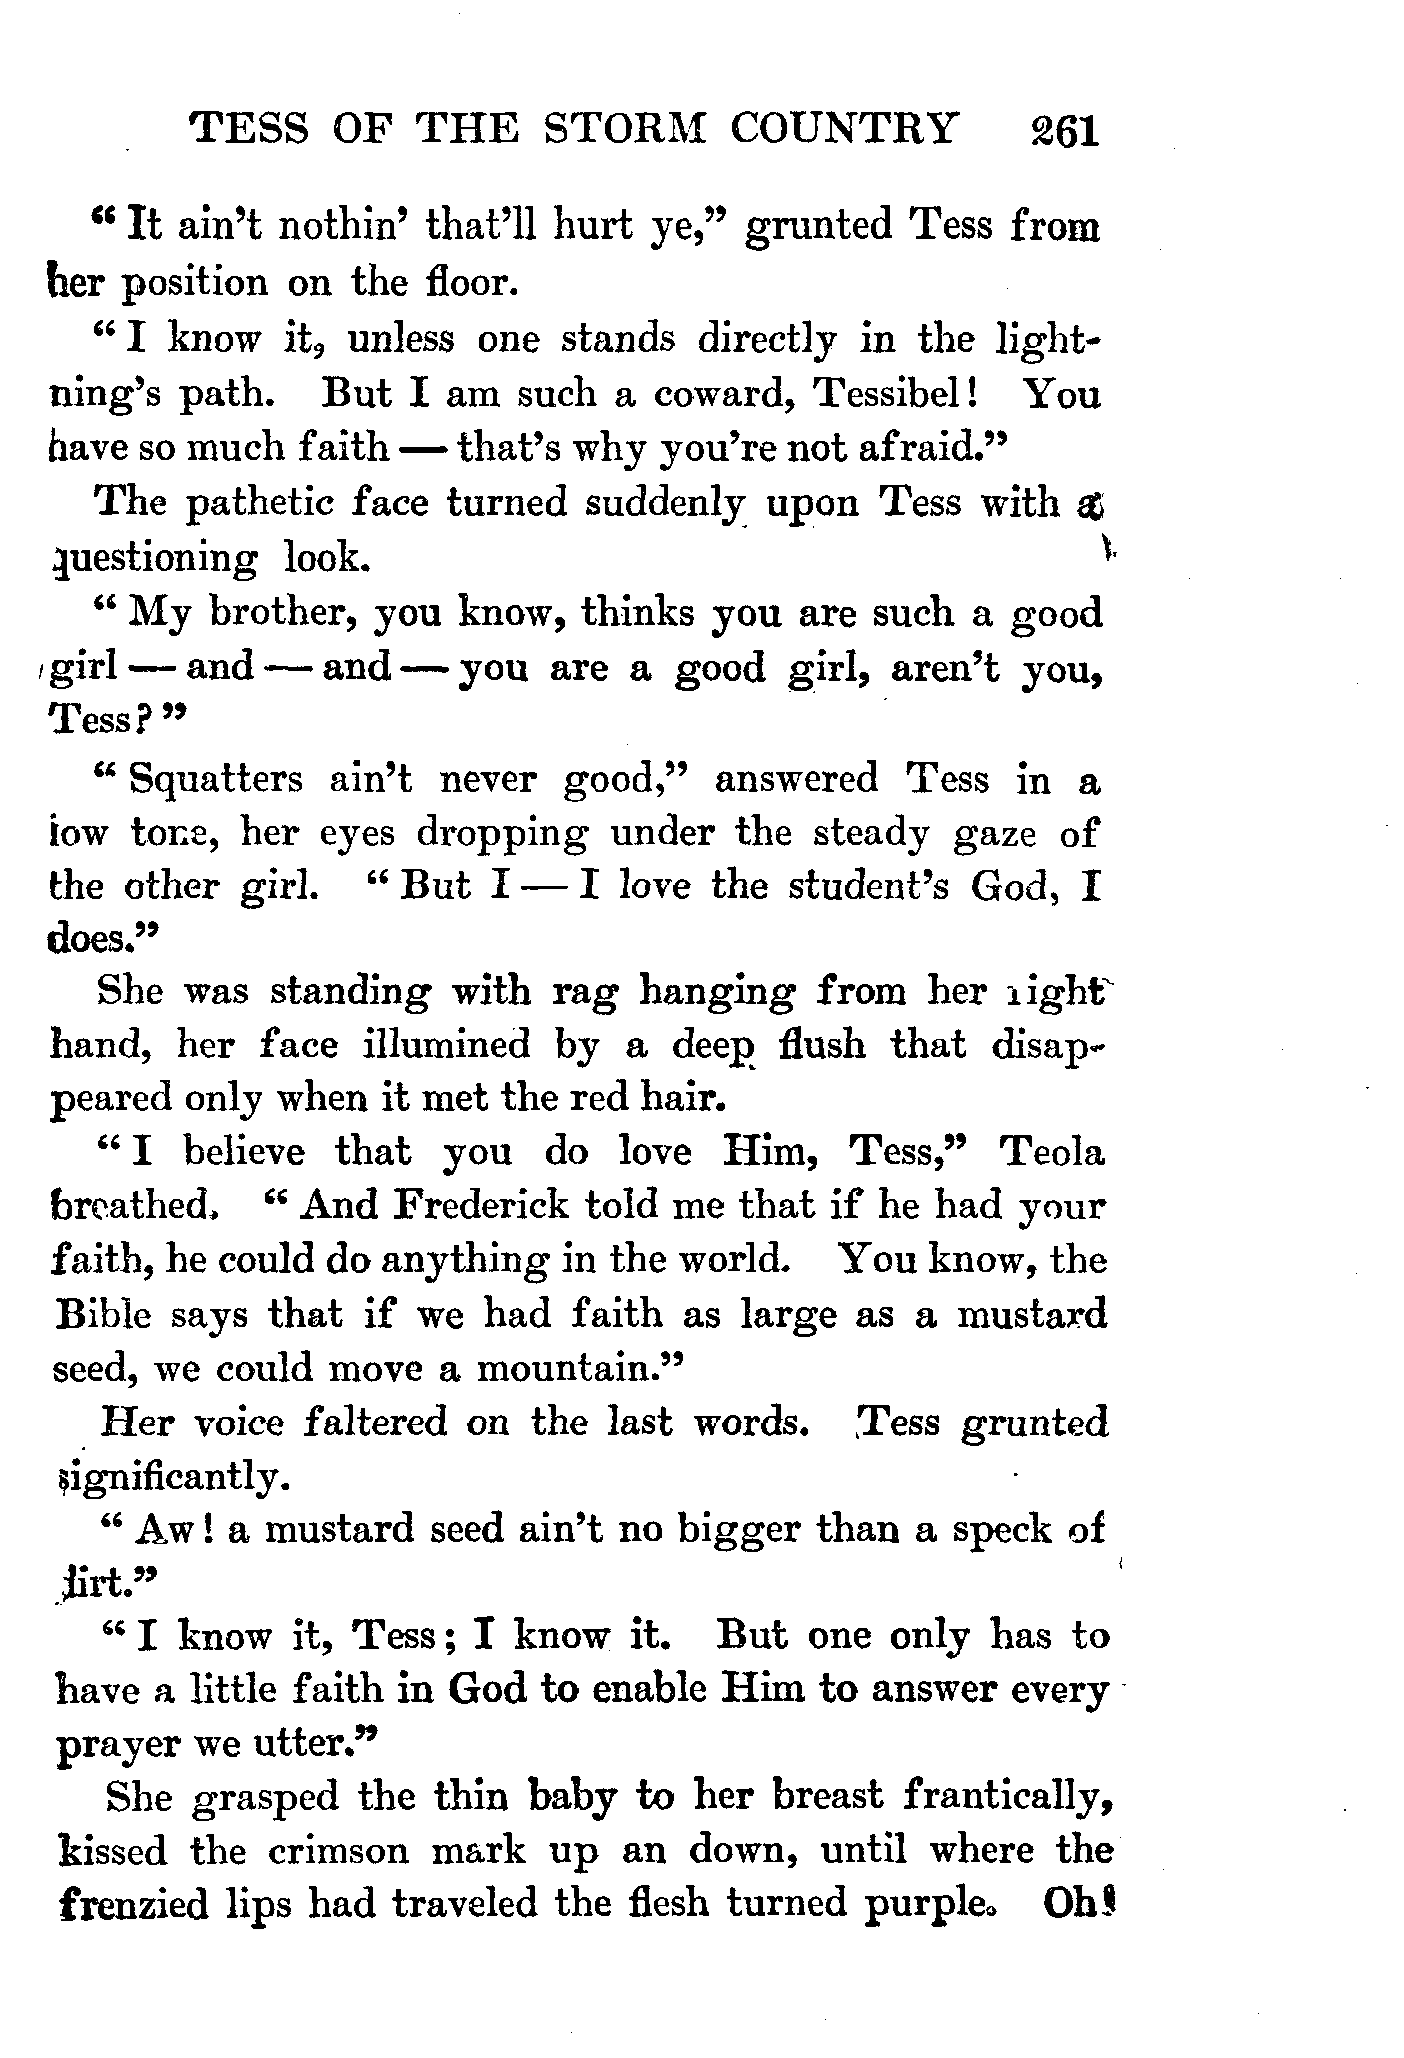 TESS OF THE STORM COUNTRY 261
“It ain’t nothin’ that’ll hurt ye,” grunted Tess from
her position on the floor.
“I know it, unless one stands directly in the light-
ning’s path. But I am such a coward, Tessibel! You
have so much faith — that’s why you’re not afraid.”
The pathetic face turned suddenly upon Tess with a
questioning look.
“My brother, you know, thinks you are such a good
girl — and — and — you are a good girl, aren’t you,
Tess?”
“Squatters ain’t never good,” answered Tess in a
low tone, her eyes dropping under the steady gaze of
the other girl. “But I — I love the student’s God, I
does.”
She was standing with rag hanging from her right
hand, her face illumined by a deep flush that disap-
peared only when it met the red hair.
“I believe that you do love Him, Tess,” Teola
breathed. “And Frederick told me that if he had your
faith, he could do anything in the world. You know, the
Bible says that if we had faith as large as a mustard
seed, we could move a mountain.”
Her voice faltered on the last words. Tess grunted
significantly.
“Aw! a mustard seed ain’t no bigger than a speck of
dirt.”
“I know it, Tess; I know it. But one only has to
have a little faith in God to enable Him to answer every
prayer we utter.”
She grasped the thin baby to her breast frantically,
kissed the crimson mark up an down, until where the
frenzied lips had traveled the flesh turned purple. Oh!